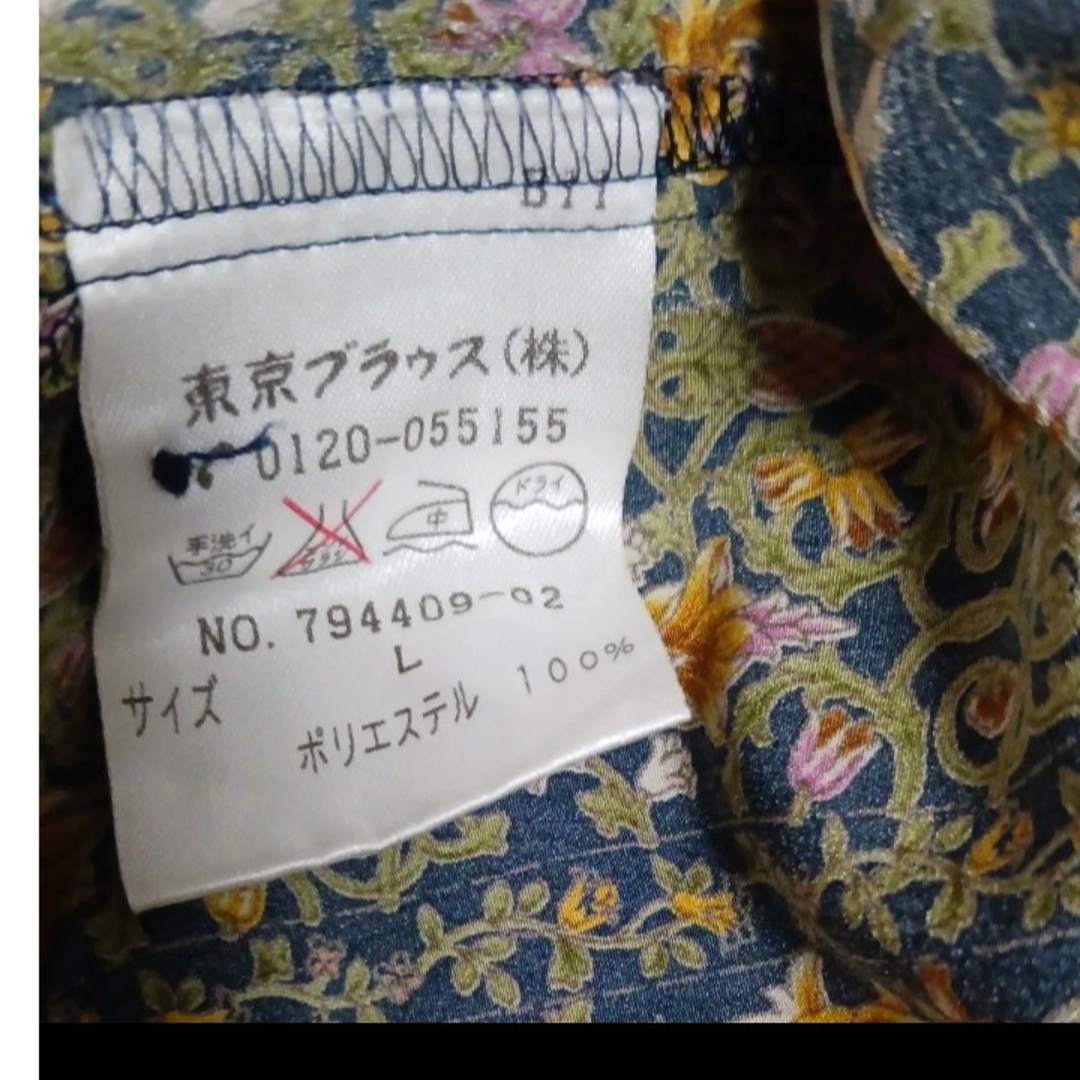 東京ブラウス(株)
0120-055155
手洗イ 30 中 ドライ
NO. 794409-02
L
サイズ
ポリエステル 100%